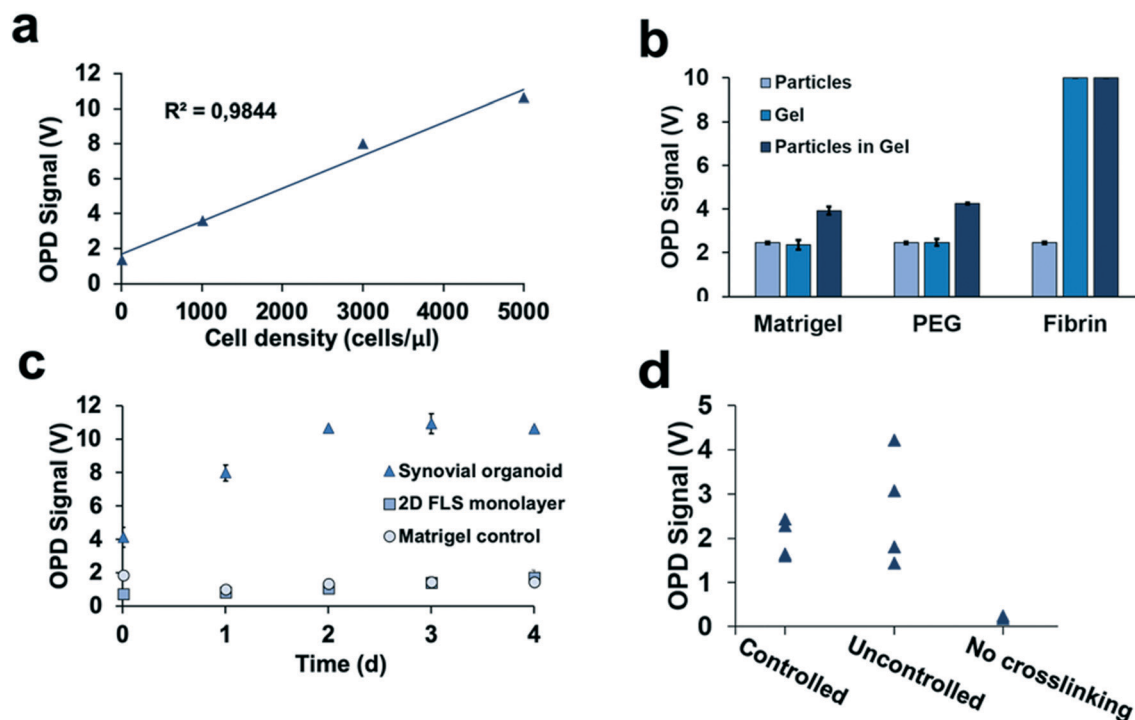 a
R² = 0,9844
OPD Signal (V)
12
10
8
6
4
2
0
0 1000 2000 3000 4000 5000
Cell density (cells/µl)
b
Particles
Gel
Particles in Gel
OPD Signal (V)
10
8
6
4
2
0
Matrigel PEG Fibrin
c
OPD Signal (V)
12
10
8
6
4
2
0
Synovial organoid
2D FLS monolayer
Matrigel control
0 1 2 3 4
Time (d)
d
OPD Signal (V)
5
4
3
2
1
0
Controlled
Uncontrolled
No crosslinking